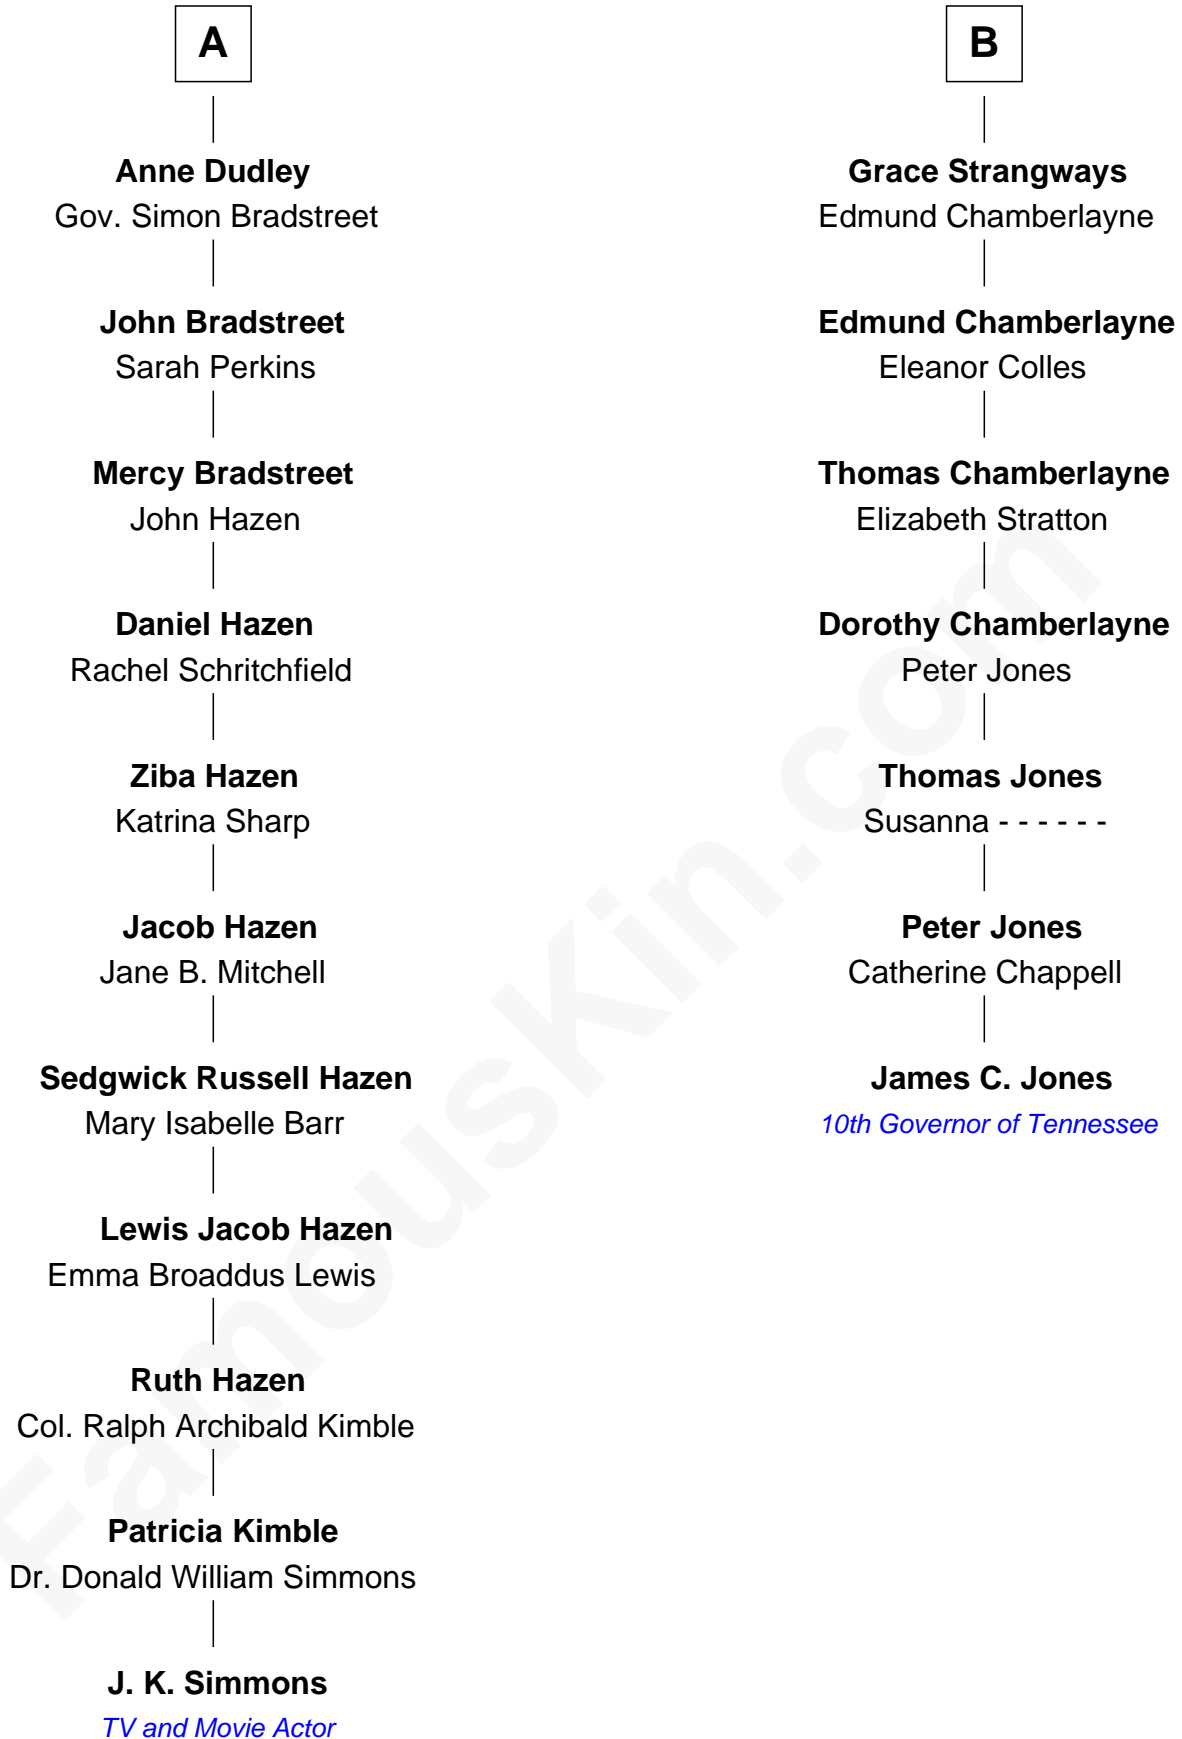 A
Anne Dudley
Gov. Simon Bradstreet
John Bradstreet
Sarah Perkins
Mercy Bradstreet
John Hazen
Daniel Hazen
Rachel Schritchfield
Ziba Hazen
Katrina Sharp
Jacob Hazen
Jane B. Mitchell
Sedgwick Russell Hazen
Mary Isabelle Barr
Lewis Jacob Hazen
Emma Broaddus Lewis
Ruth Hazen
Col. Ralph Archibald Kimble
Patricia Kimble
Dr. Donald William Simmons
J. K. Simmons
TV and Movie Actor
B
Grace Strangways
Edmund Chamberlayne
Edmund Chamberlayne
Eleanor Colles
Thomas Chamberlayne
Elizabeth Stratton
Dorothy Chamberlayne
Peter Jones
Thomas Jones
Susanna - - - - - -
Peter Jones
Catherine Chappell
James C. Jones
10th Governor of Tennessee
FamousKin.com